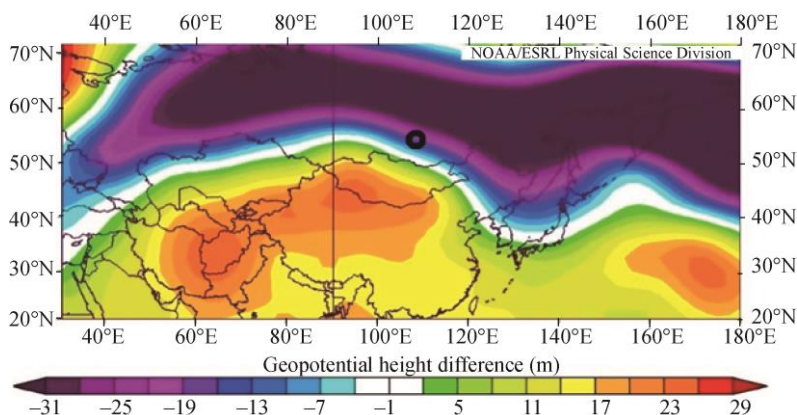 40°E 60°E 80°E 100°E 120°E 140°E 160°E 180°E
70°N NOAA/ESRL Physical Science Division 70°N
60°N 60°N
50°N 50°N
40°N 40°N
30°N 30°N
20°N 20°N
40°E 60°E 80°E 100°E 120°E 140°E 160°E 180°E
Geopotential height difference (m)
−31 −25 −19 −13 −7 −1 5 11 17 23 29